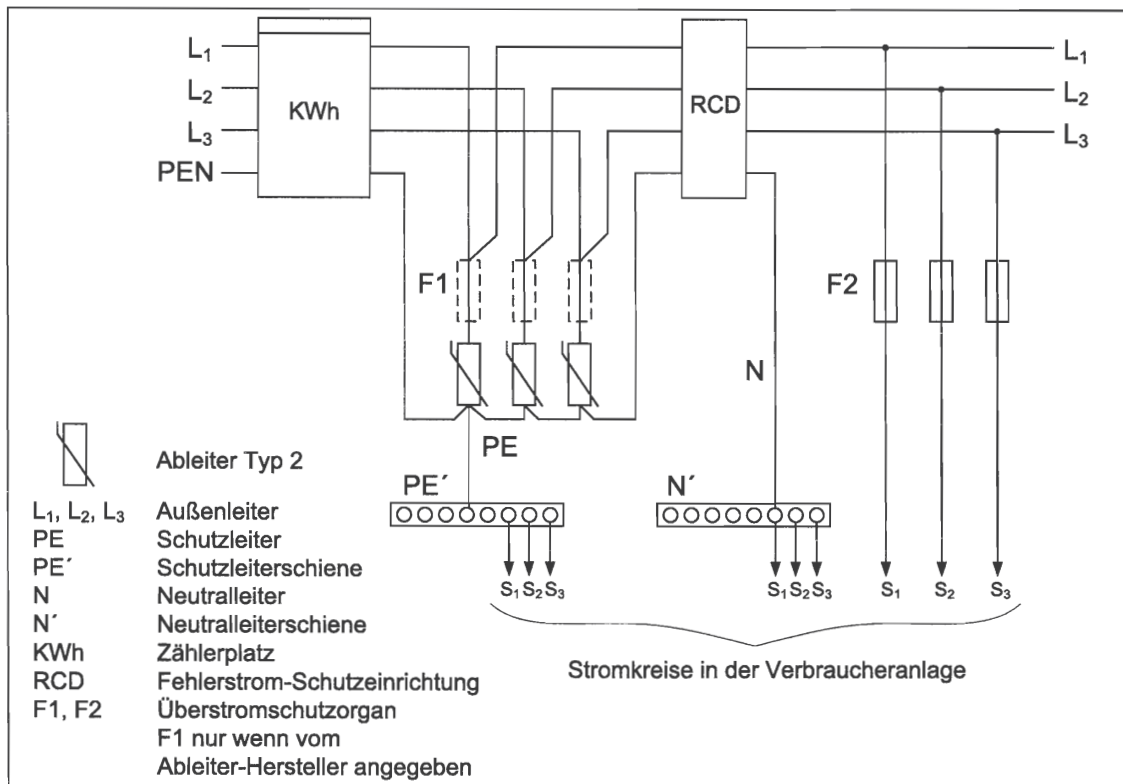 L₁
L₂
L₃
PEN
KWh
RCD
L₁
L₂
L₃
F1
F2
N
PE
PE´
N´
S₁ S₂ S₃
S₁ S₂ S₃
S₁ S₂ S₃
Stromkreise in der Verbraucheranlage
Ableiter Typ 2
L₁, L₂, L₃ Außenleiter
PE Schutzleiter
PE´ Schutzleiterschiene
N Neutralleiter
N´ Neutralleiterschiene
KWh Zählerplatz
RCD Fehlerstrom-Schutzeinrichtung
F1, F2 Überstromschutzorgan
F1 nur wenn vom
Ableiter-Hersteller angegeben